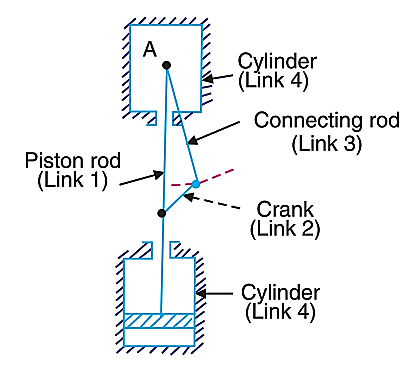 A
Cylinder
(Link 4)
Connecting rod
(Link 3)
Piston rod
(Link 1)
Crank
(Link 2)
Cylinder
(Link 4)